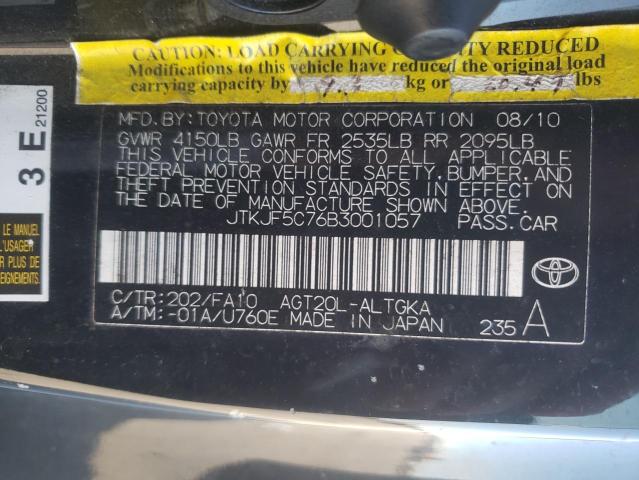 CAUTION: LOAD CARRYING CAPACITY REDUCED
Modifications to this vehicle have reduced the original load
carrying capacity by kg or lbs
MFD. BY: TOYOTA MOTOR CORPORATION 08/10
GVWR 4150LB GAWR FR 2535LB RR 2095LB
THIS VEHICLE CONFORMS TO ALL APPLICABLE
FEDERAL MOTOR VEHICLE SAFETY, BUMPER, AND
THEFT PREVENTION STANDARDS IN EFFECT ON
THE DATE OF MANUFACTURE SHOWN ABOVE.
JTKJF5C76B3001057 PASS. CAR
C/TR: 202/FA10 AGT20L-ALTGKA
A/TM: -01A/U760E MADE IN JAPAN
235 A
TOYOTA
3 E
21200
LE MANUEL
L'USAGER